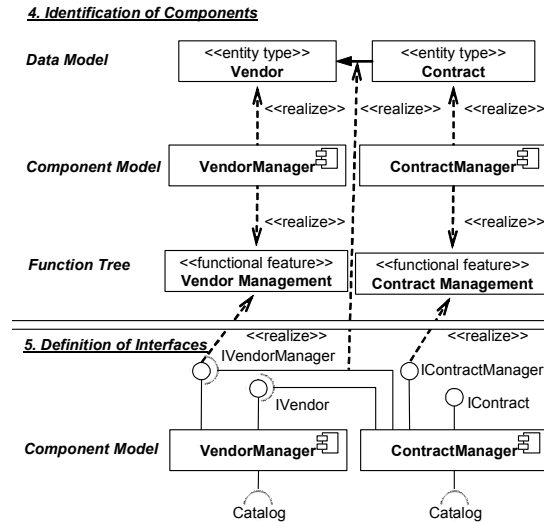 4. Identification of Components
Data Model
<<entity type>>
Vendor
<<entity type>>
Contract
<<realize>>
<<realize>>
<<realize>>
Component Model
VendorManager
ContractManager
<<realize>>
<<realize>>
Function Tree
<<functional feature>>
Vendor Management
<<functional feature>>
Contract Management
<<realize>>
<<realize>>
5. Definition of Interfaces
IVendorManager
IContractManager
IVendor
IContract
Component Model
VendorManager
ContractManager
Catalog
Catalog